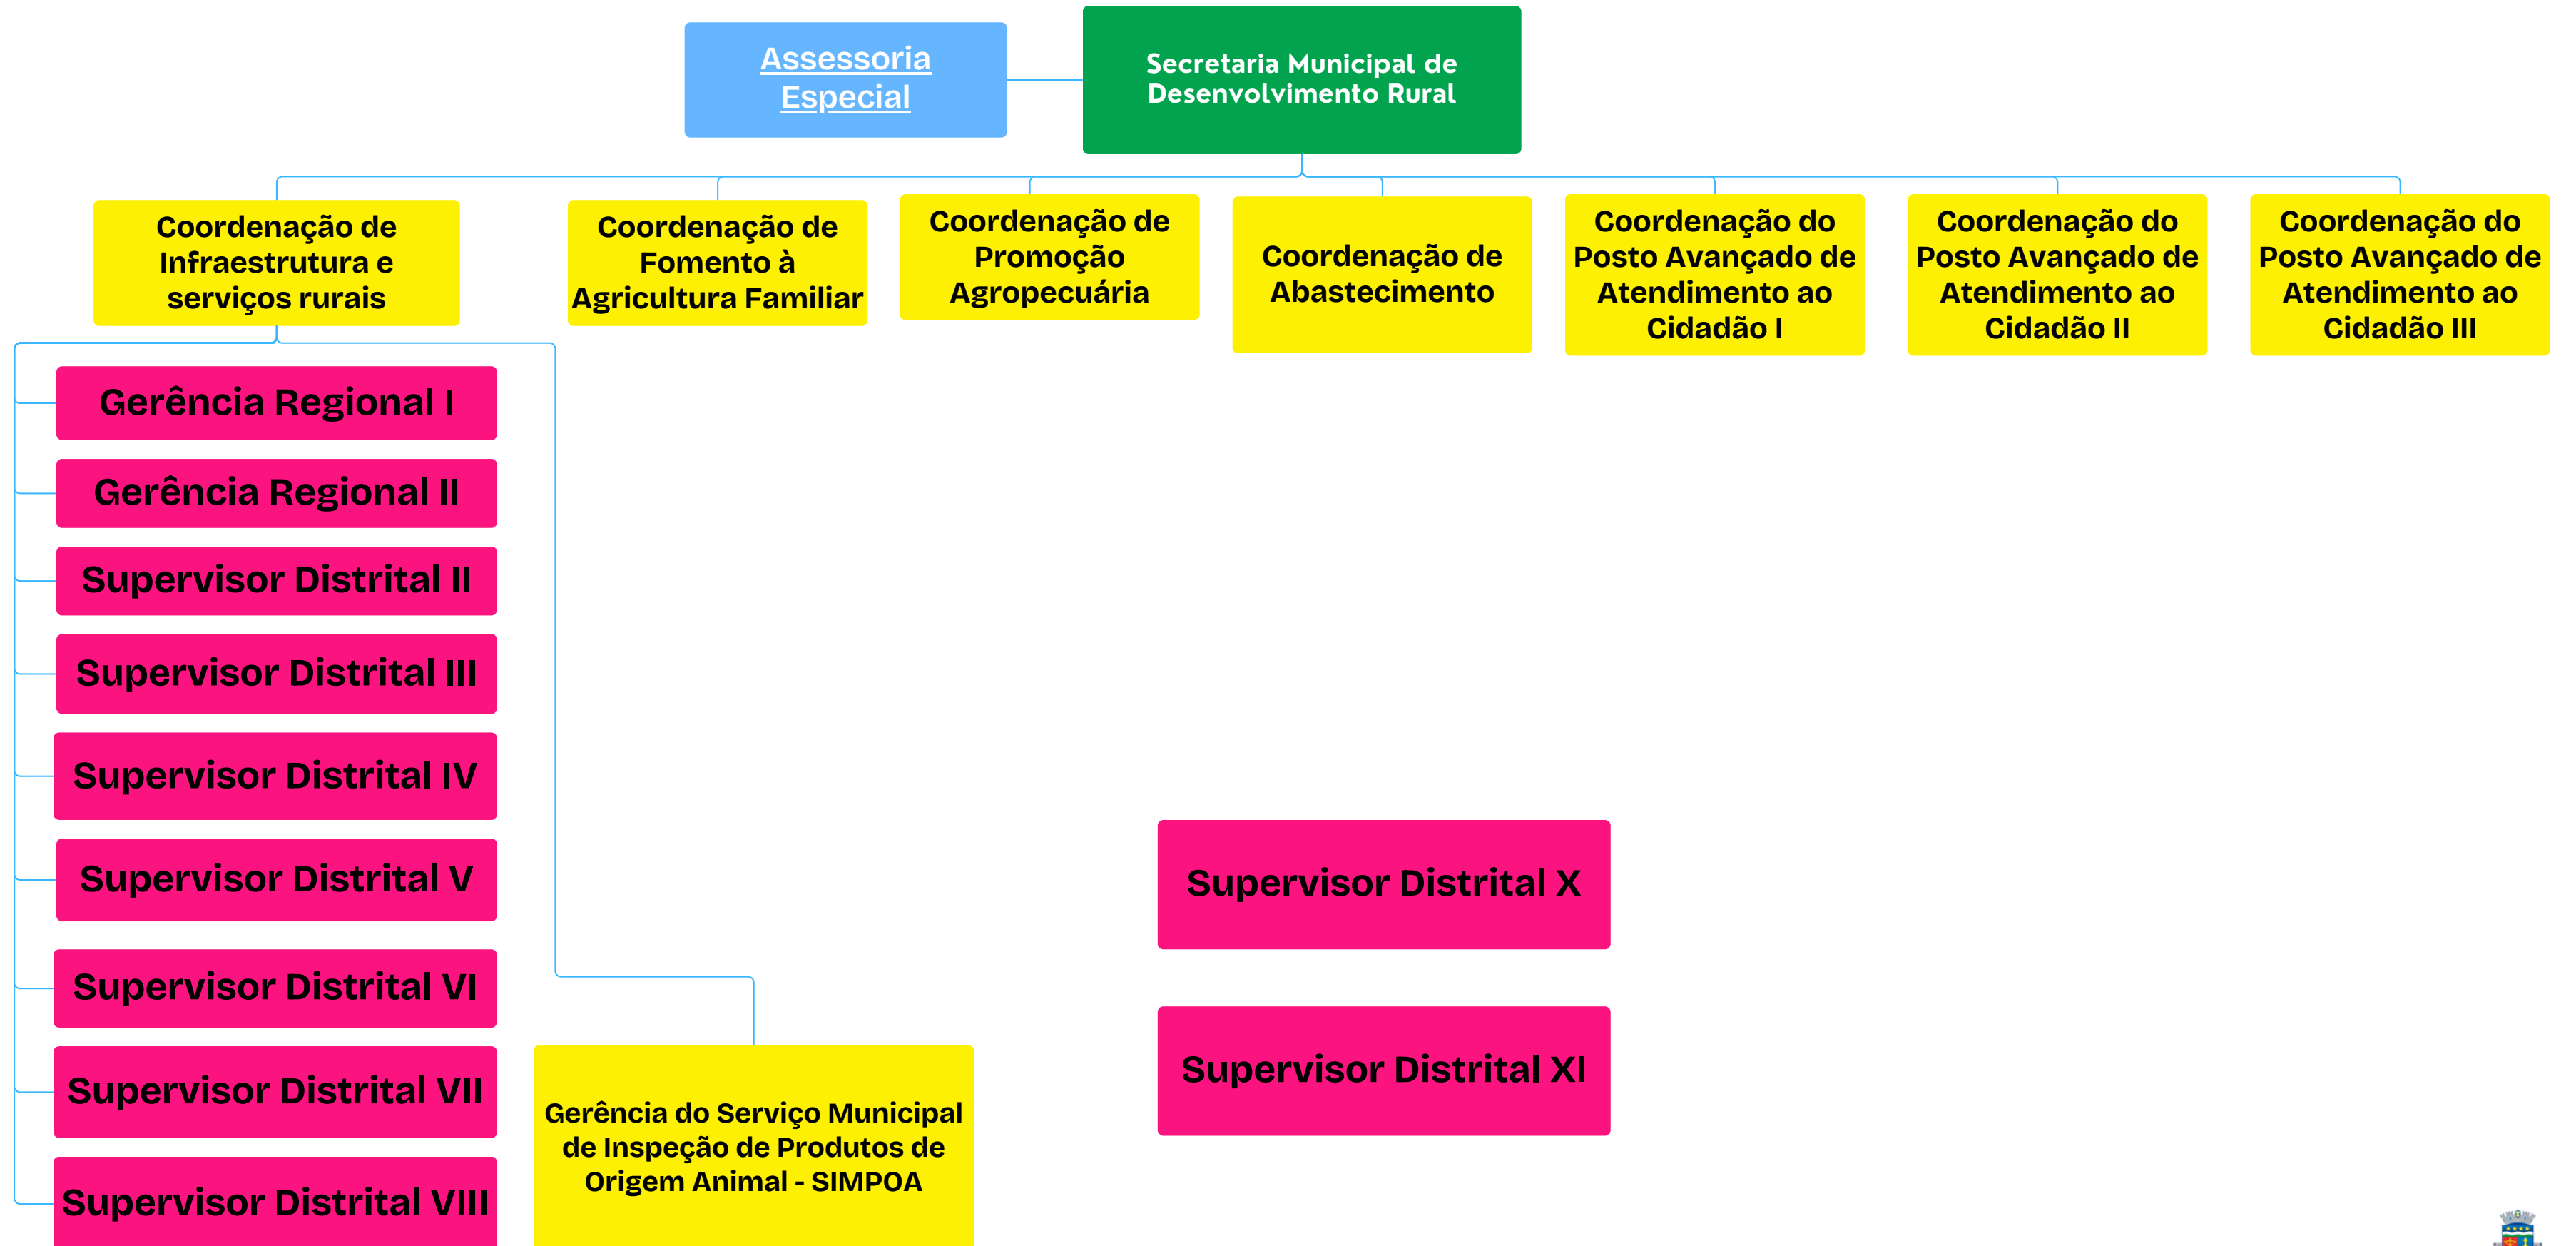 Assessoria
Especial
Secretaria Municipal de
Desenvolvimento Rural
Coordenação de
Infraestrutura e
serviços rurais
Coordenação de
Fomento à
Agricultura Familiar
Coordenação de
Promoção
Agropecuária
Coordenação de
Abastecimento
Coordenação do
Posto Avançado de
Atendimento ao
Cidadão I
Coordenação do
Posto Avançado de
Atendimento ao
Cidadão II
Coordenação do
Posto Avançado de
Atendimento ao
Cidadão III
Gerência Regional I
Gerência Regional II
Supervisor Distrital II
Supervisor Distrital III
Supervisor Distrital IV
Supervisor Distrital V
Supervisor Distrital VI
Supervisor Distrital VII
Supervisor Distrital VIII
Gerência do Serviço Municipal
de Inspeção de Produtos de
Origem Animal - SIMPOA
Supervisor Distrital X
Supervisor Distrital XI